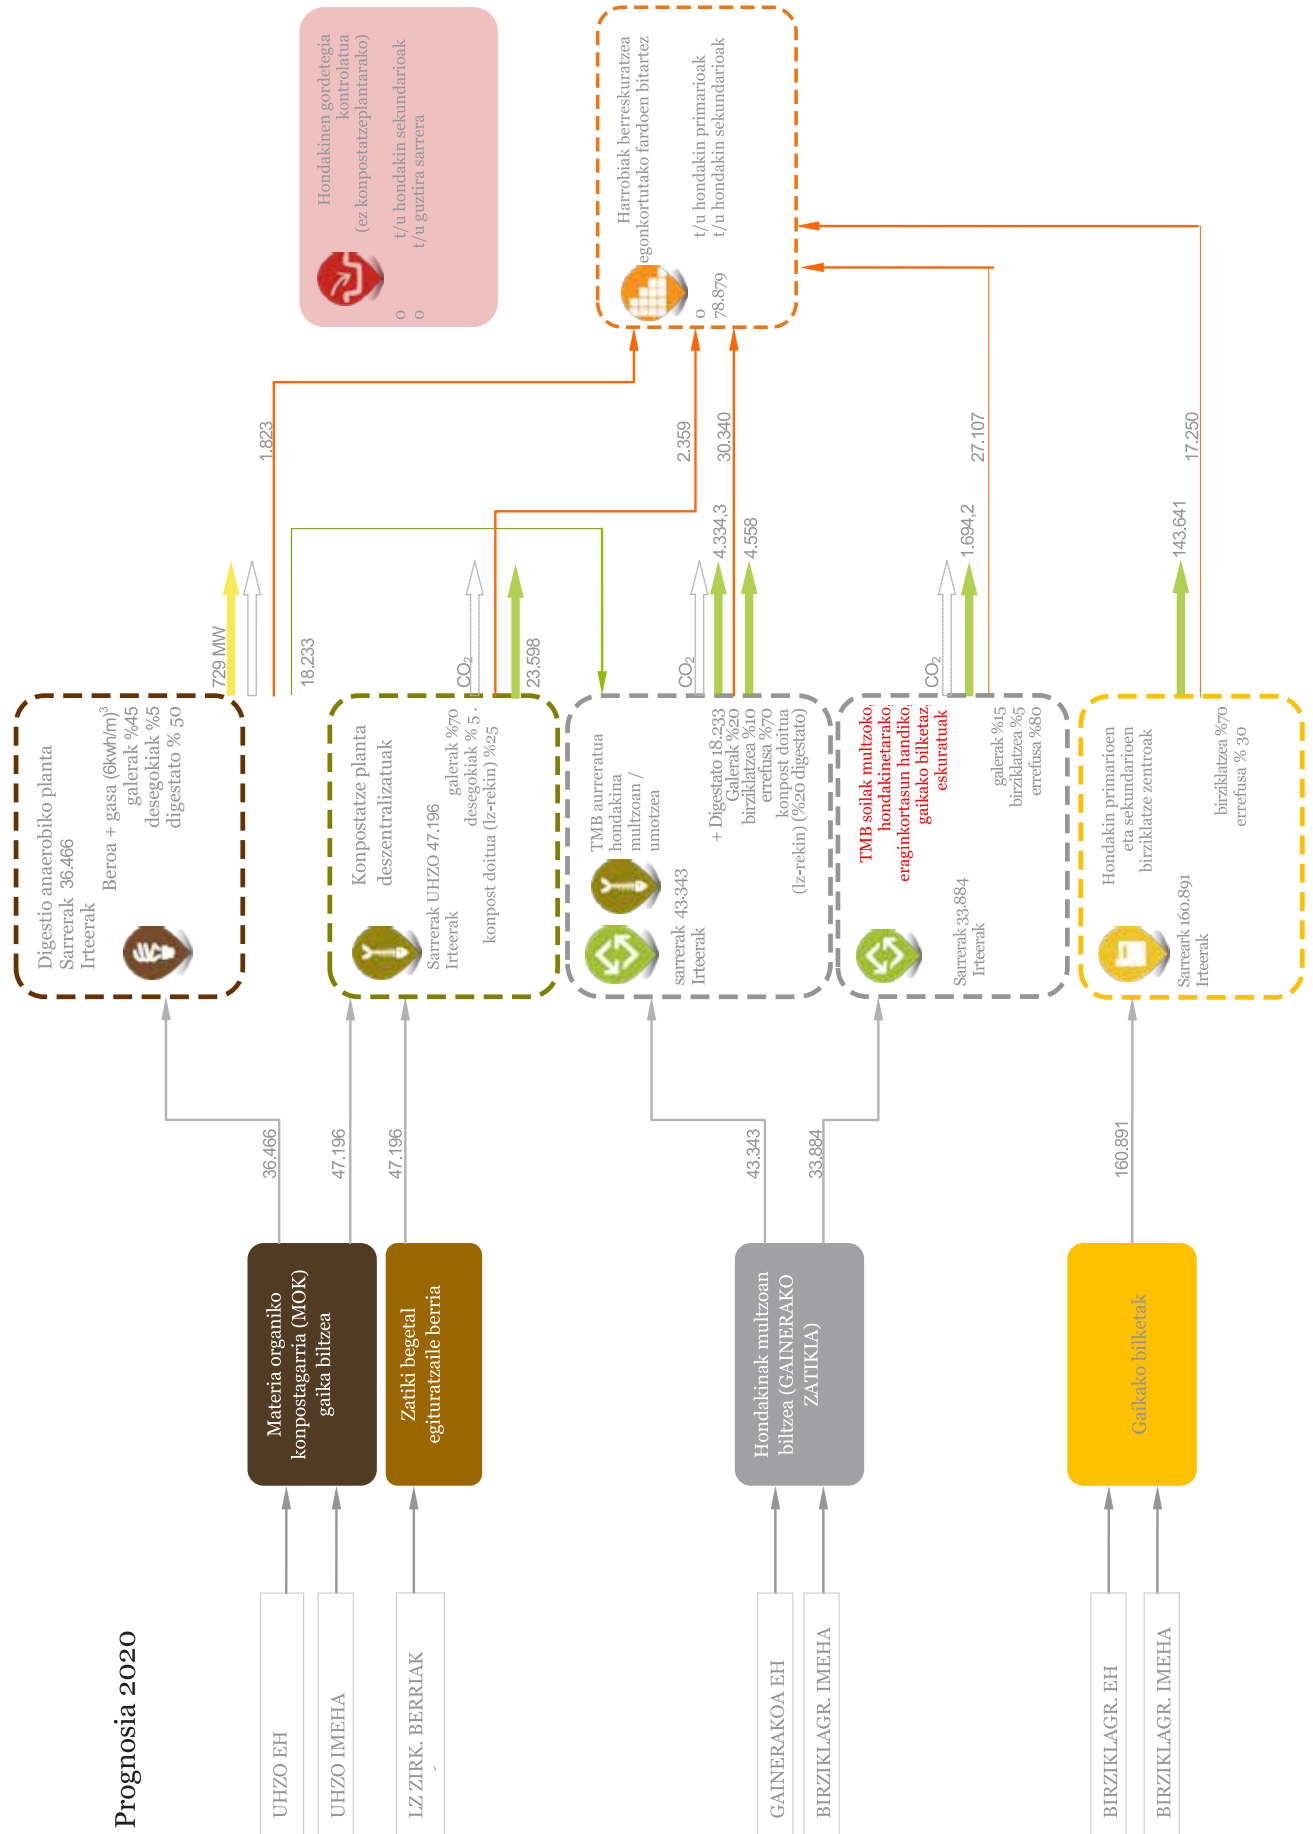 Prognosia 2020
UHZO EH
UHZO IMEHA
LZ ZIRK. BERRIAK
GAINERAKOA EH
BIRZIKLAGR. IMEHA
BIRZIKLAGR. EH
BIRZIKLAGR. IMEHA
Materia organiko
konpostagarria (MOK)
gaika biltzea
Zatiki begetal
egituratzaile berria
Hondakinak multzoan
biltzea (GAINERAKO
ZATIKIA)
Gaikako bilketak
36.466
47.196
47.196
43.343
33.884
160.891
Digestio anaerobiko planta
Sarrerak 36.466
Irteerak
Beroa + gasa (6kwh/m³
galerak %45
desegokiak %5
digestato % 50
Konpostatze planta
deszentralizatuak
Sarrerak UHZO 47.196
Irteerak
galerak %70
desegokiak % 5 .
konpost doitua (lz-rekin) %25
TMB aurreratua
hondakina
multzoan /
umotzea
sarrerak 43.343
Irteerak
+ Digestato 18.233
Galerak %20
birziklatzea %10
errefusa %70
konpost doitua
(lz-rekin) (%20 digestato)
TMB soilak multzoko
hondakinetarako,
eraginkortasun handiko
gaikako bilketaz
eskuratuak
Sarrerak 33.884
Irteerak
galerak %15
birziklatzea %5
errefusa %80
Hondakin primarioen
eta sekundarioen
birziklatze zentroak
Sarreark 160.891
Irteerak
birziklatzea %70
errefusa % 30
729 MW
18.233
1.823
CO₂
23.598
2.359
CO₂
4.334,3
30.340
4.558
CO₂
1.694,2
27.107
143.641
17.250
Hondakinen gordetegia
kontrolatua
(ez konpostatzeplantarako)
0 t/u hondakin sekundarioak
0 t/u guztira sarrera
Harrobiak berreskuratzea
egonkortutako fardoen bitartez
0 t/u hondakin primarioak
78.879 t/u hondakin sekundarioak